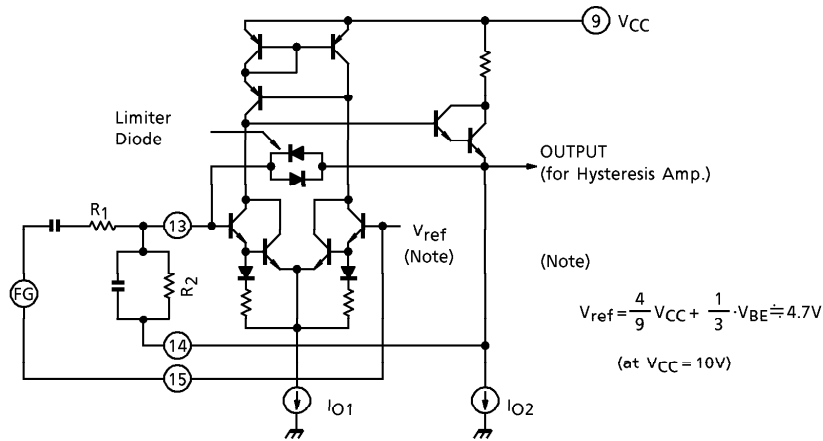 9 VCC
Limiter
Diode
OUTPUT
(for Hysteresis Amp.)
R1
13
Vref
(Note)
(Note)
R2
FG
Vref = 4/9 VCC + 1/3 ·VBE ≒ 4.7V
14
(at VCC = 10V)
15
IO1
IO2